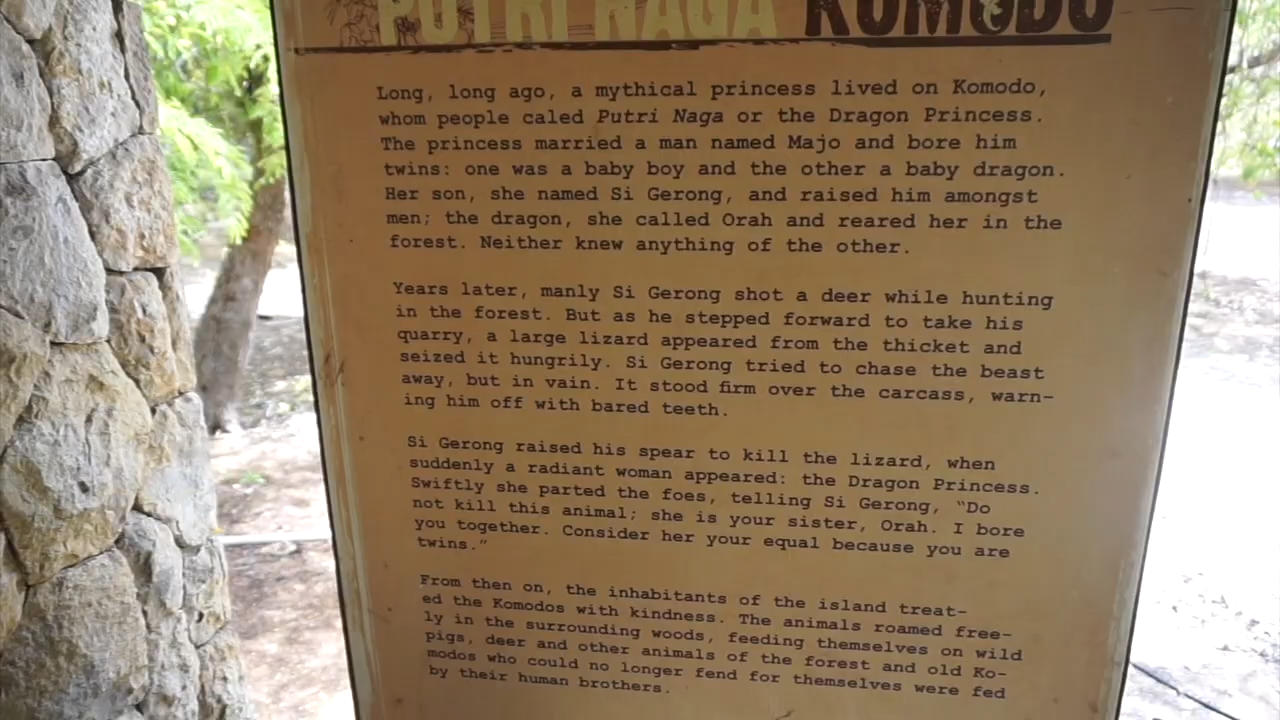 PUTRI NAGA KOMODO
Long, long ago, a mythical princess lived on Komodo,
whom people caled Putri Naga or the Dragon Princess.
The princess married a man named Majo and bore him
twins: one was a baby boy and the other a baby dragon.
Her son, she named Si Gerong, and raised him amongst
men; the dragon, she called Orah and reared her in the
forest. Neither knew anything of the other.
Years later, manly Si Gerong shot a deer while hunting
in the forest. But as he stepped forward to take his
quarry, a large lizard appeared from the thicket and
seized it hungrily. Si Gerong tried to chase the beast
away, but in vain. It stood firm over the carcass, warn-
ing him off with bared teeth.
Si Gerong raised his spear to kill the lizard, when
suddenly a radiant woman appeared: the Dragon Princess.
Swiftly she parted the foes, telling Si Gerong, “Do
not kill this animal; she is your sister, Orah. I bore
you together. Consider her your equal because you are
twins.”
From then on, the inhabitants of the island treat-
ed the Komodos with kindness. The animals roamed free-
ly in the surrounding woods, feeding themselves on wild
pigs, deer and other animals of the forest and old Ko-
modos who could no longer fend for themselves were fed
by their human brothers.